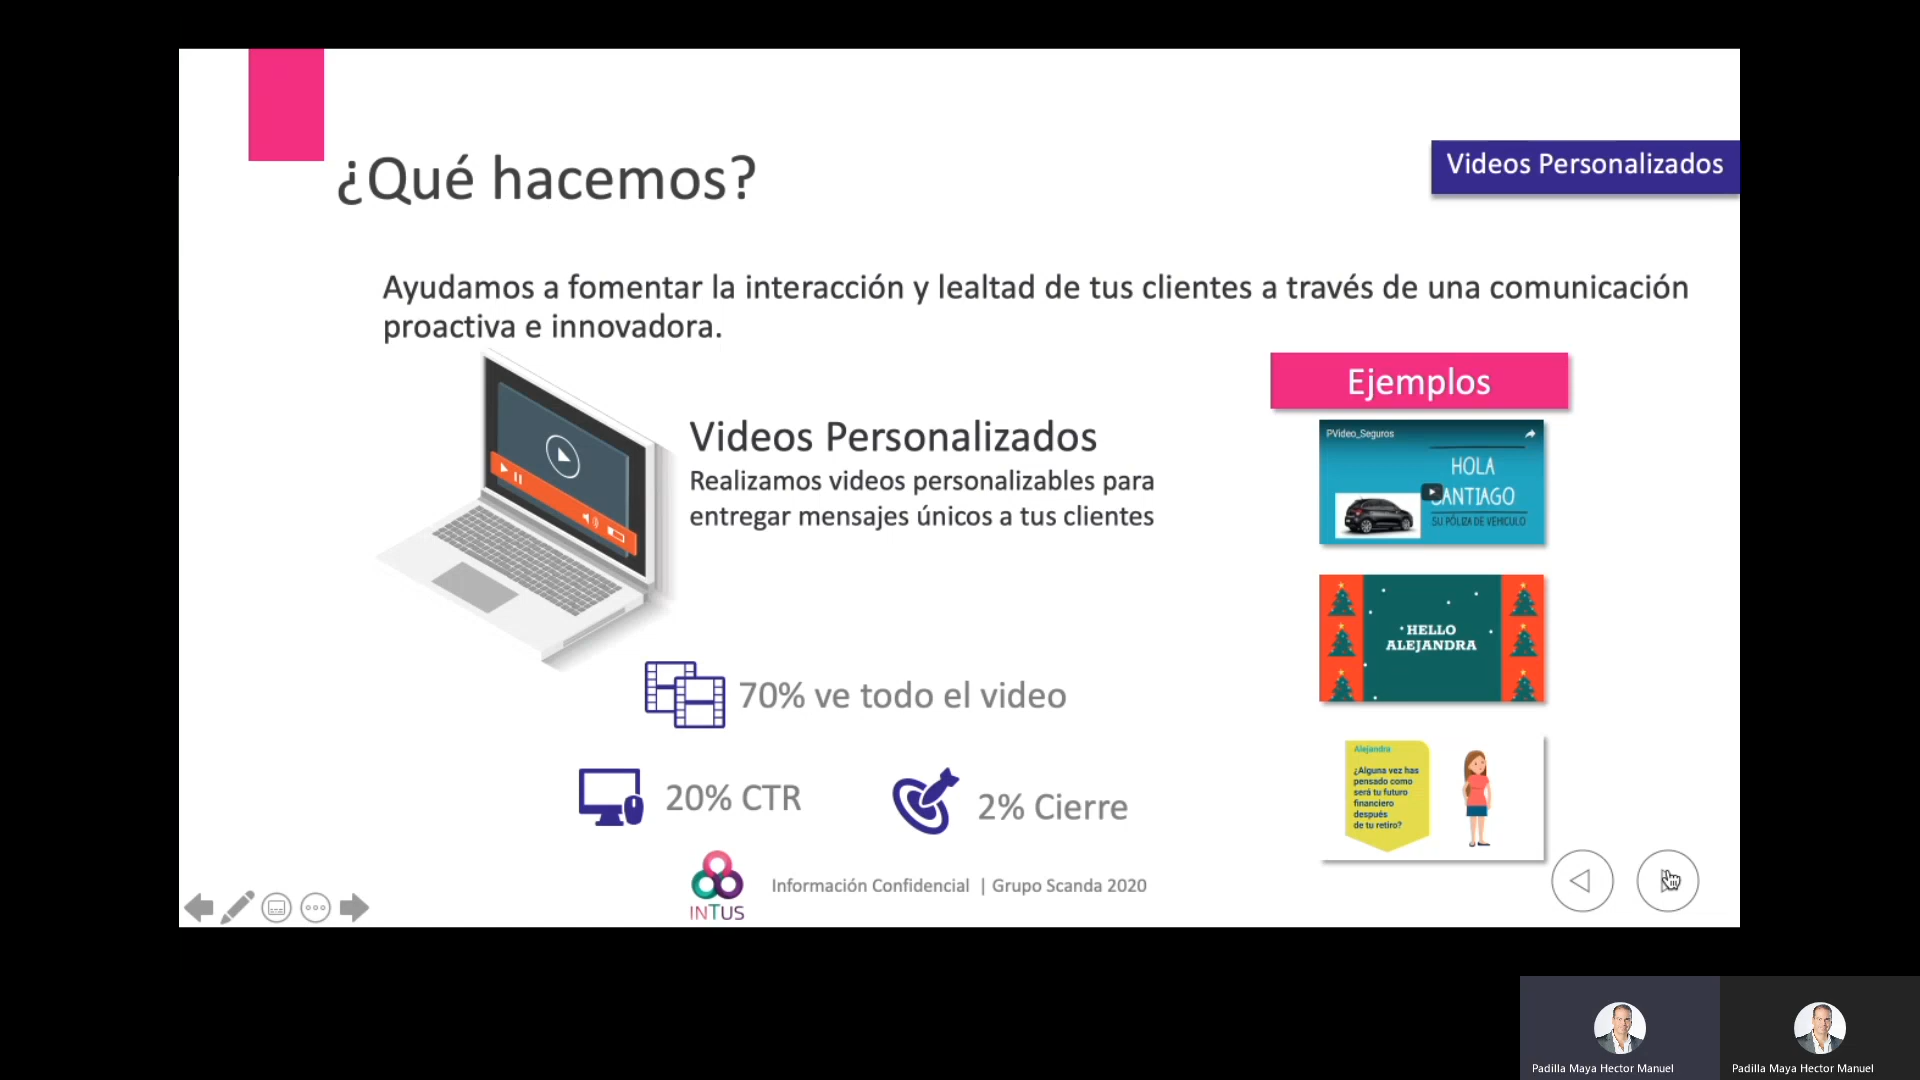 ¿Qué hacemos?
Videos Personalizados
Ayudamos a fomentar la interacción y lealtad de tus clientes a través de una comunicación
proactiva e innovadora.
Ejemplos
Videos Personalizados
Realizamos videos personalizables para
entregar mensajes únicos a tus clientes
PVideo_Seguros
HOLA
SANTIAGO
SU PÓLIZA DE VEHICULO
HELLO
ALEJANDRA
70% ve todo el video
Alejandra
¿Alguna vez has
pensado como
será tu futuro
financiero
después
de tu retiro?
20% CTR
2% Cierre
INTUS
Información Confidencial | Grupo Scanda 2020
Padilla Maya Hector Manuel
Padilla Maya Hector Manuel